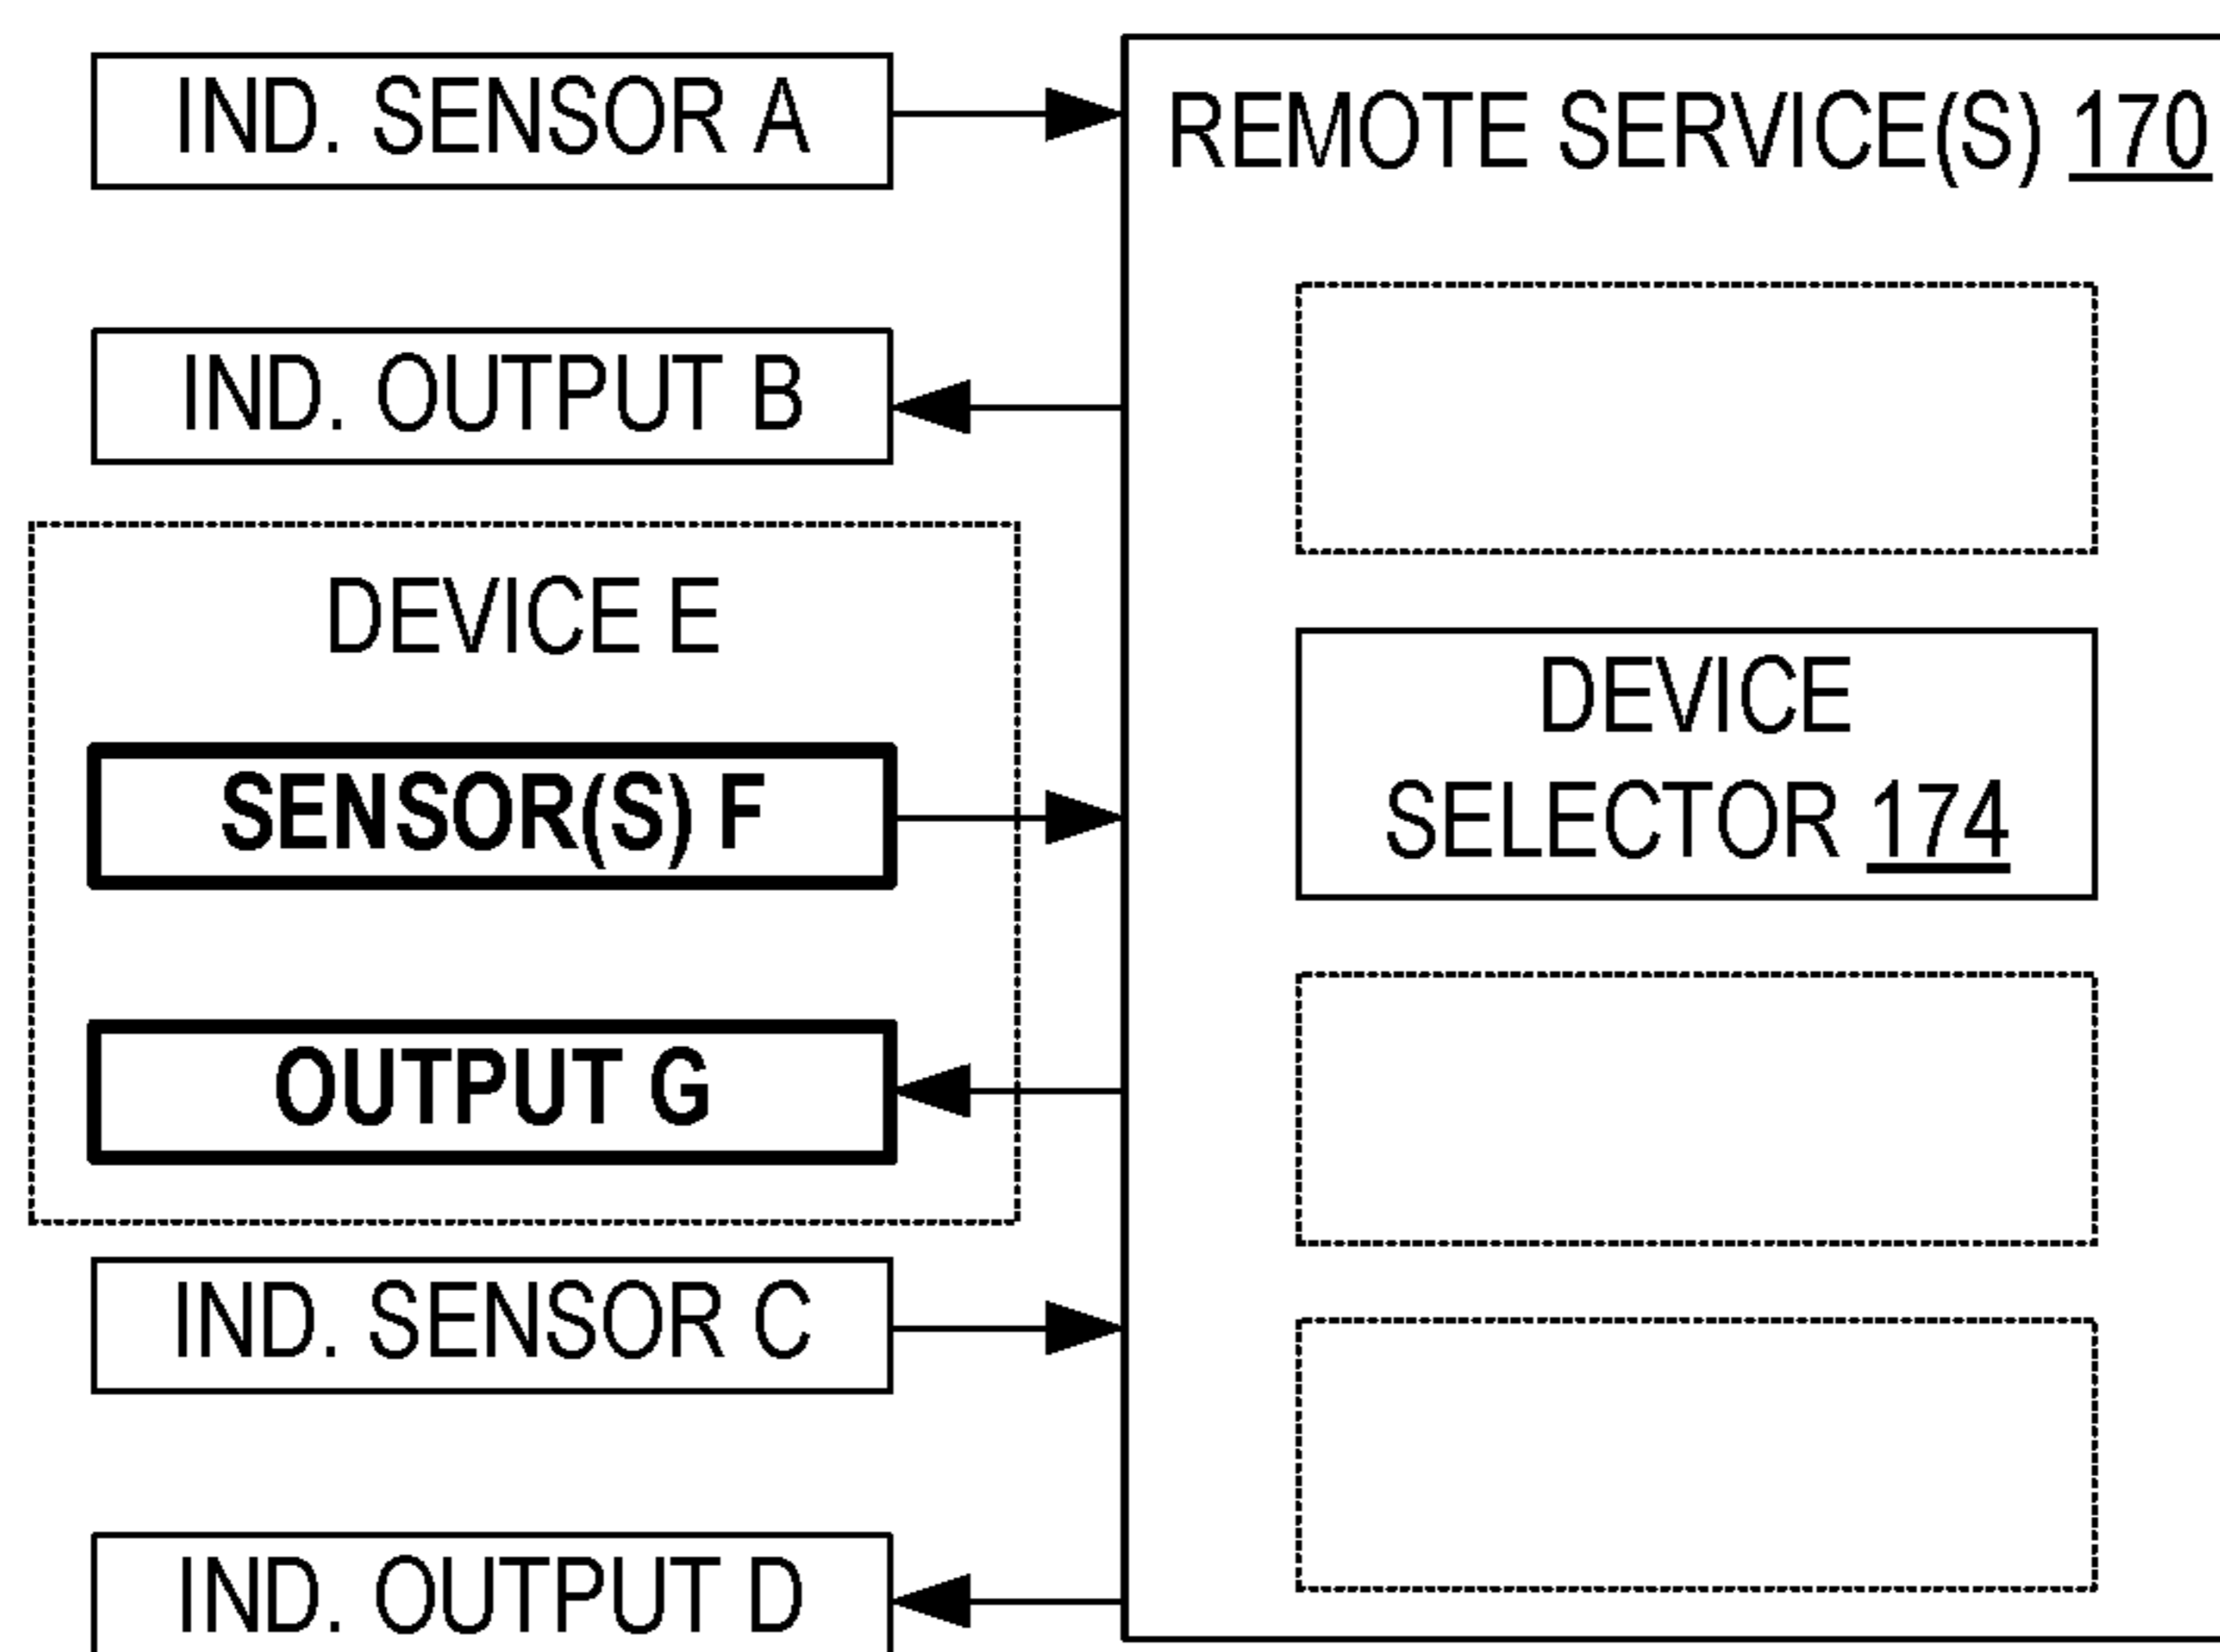 IND. SENSOR A
IND. OUTPUT B
DEVICE E
SENSOR(S) F
OUTPUT G
IND. SENSOR C
IND. OUTPUT D
REMOTE SERVICE(S) 170
DEVICE
SELECTOR 174